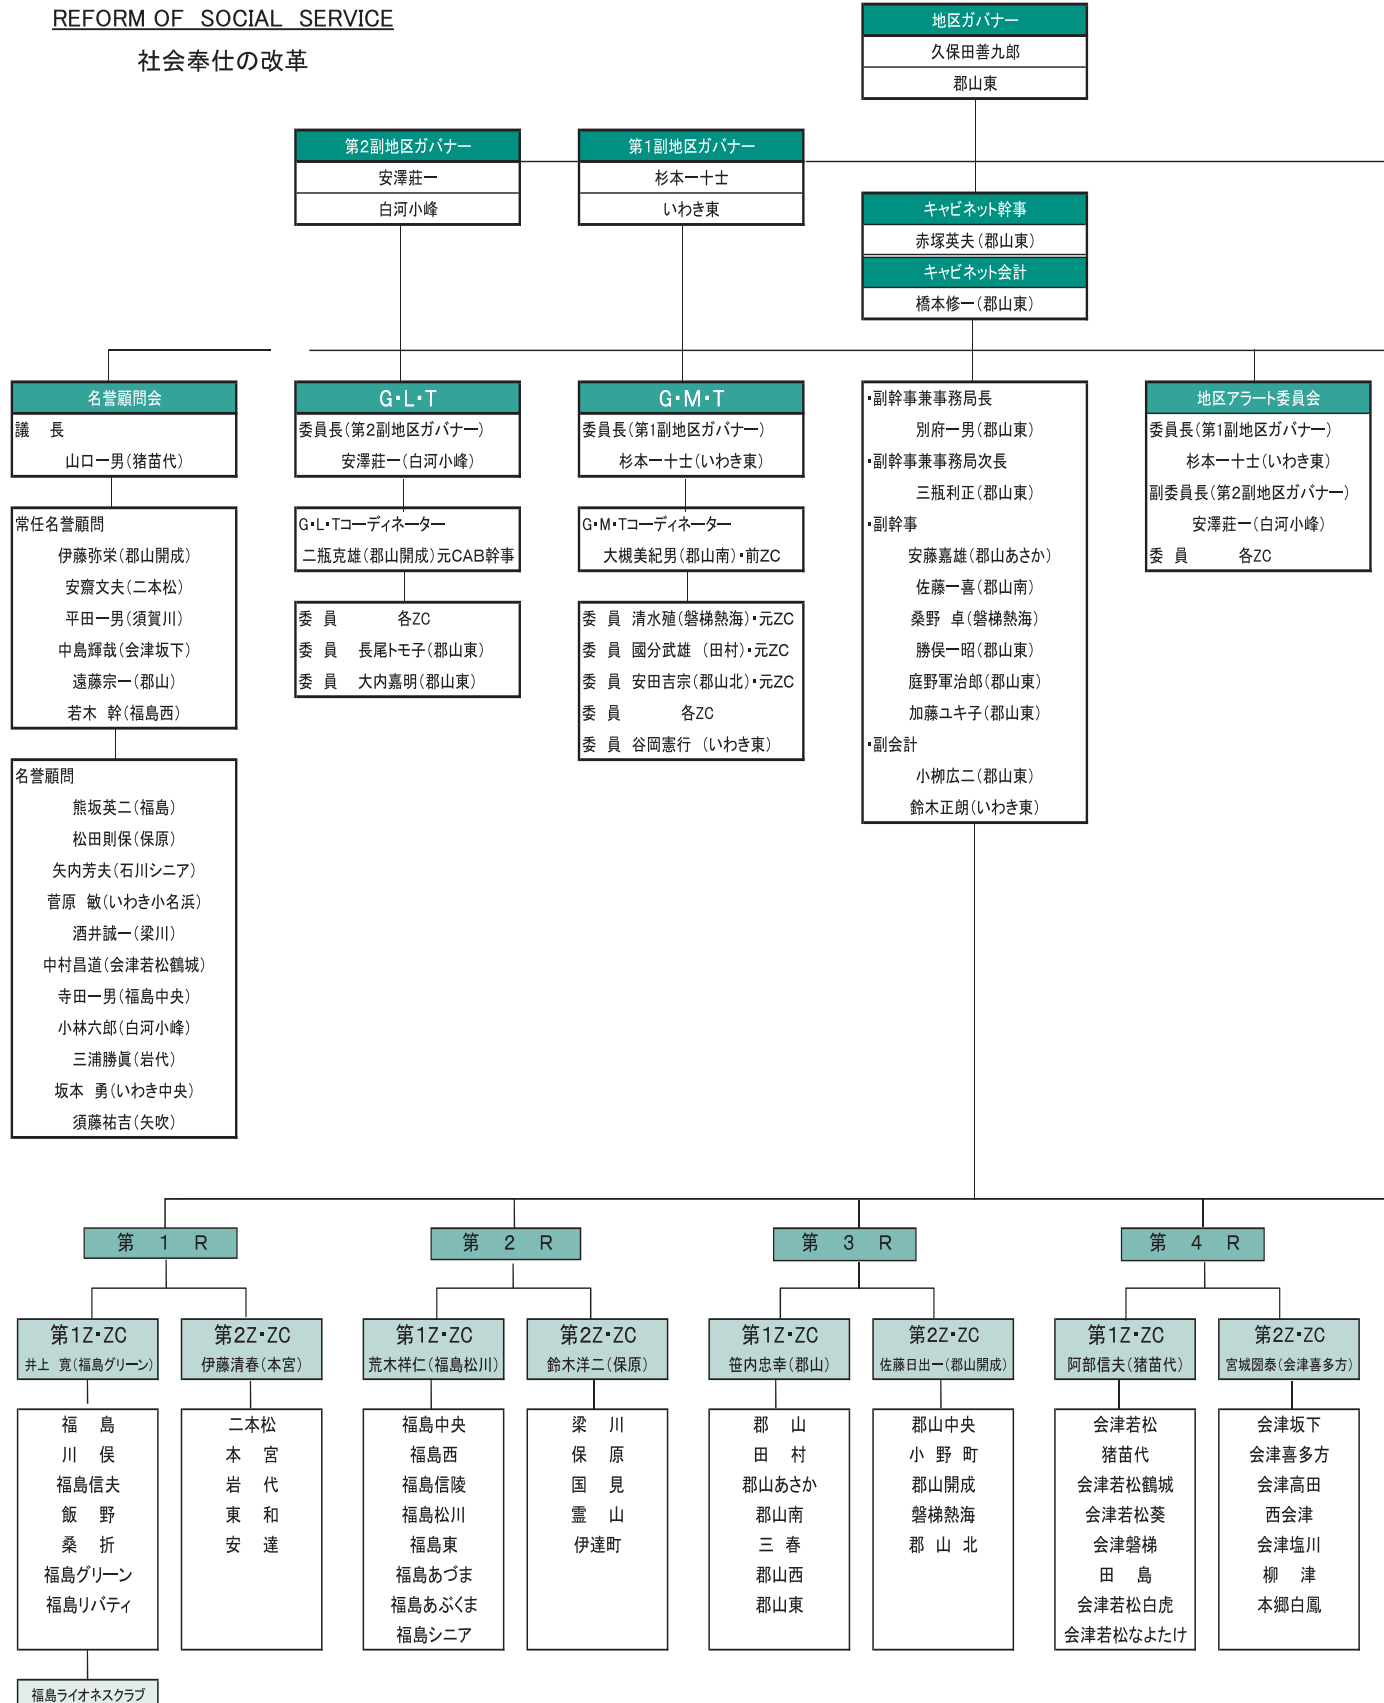 REFORM OF SOCIAL SERVICE
社会奉仕の改革
地区ガバナー
久保田善九郎
郡山東
第2副地区ガバナー
安澤莊一
白河小峰
第1副地区ガバナー
杉本一十士
いわき東
キャビネット幹事
赤塚英夫(郡山東)
キャビネット会計
橋本修一(郡山東)
名誉顧問会
議 長
山口一男(猪苗代)
常任名誉顧問
伊藤弥栄(郡山開成)
安齋文夫(二本松)
平田一男(須賀川)
中島輝哉(会津坂下)
遠藤宗一(郡山)
若木 幹(福島西)
名誉顧問
熊坂英二(福島)
松田則保(保原)
矢内芳夫(石川シニア)
菅原 敏(いわき小名浜)
酒井誠一(梁川)
中村昌道(会津若松鶴城)
寺田一男(福島中央)
小林六郎(白河小峰)
三浦勝眞(岩代)
坂本 勇(いわき中央)
須藤祐吉(矢吹)
G・L・T
委員長(第2副地区ガバナー)
安澤莊一(白河小峰)
G・L・Tコーディネーター
二瓶克雄(郡山開成)元CAB幹事
委 員 各ZC
委 員 長尾トモ子(郡山東)
委 員 大内嘉明(郡山東)
G・M・T
委員長(第1副地区ガバナー)
杉本一十士(いわき東)
G・M・Tコーディネーター
大槻美紀男(郡山南)・前ZC
委 員 清水殖(磐梯熱海)・元ZC
委 員 國分武雄 (田村)・元ZC
委 員 安田吉宗(郡山北)・元ZC
委 員 各ZC
委 員 谷岡憲行 (いわき東)
・副幹事兼事務局長
別府一男(郡山東)
・副幹事兼事務局次長
三瓶利正(郡山東)
・副幹事
安藤嘉雄(郡山あさか)
佐藤一喜(郡山南)
桑野 卓(磐梯熱海)
勝俣一昭(郡山東)
庭野軍治郎(郡山東)
加藤ユキ子(郡山東)
・副会計
小栁広二(郡山東)
鈴木正朗(いわき東)
地区アラート委員会
委員長(第1副地区ガバナー)
杉本一十士(いわき東)
副委員長(第2副地区ガバナー)
安澤莊一(白河小峰)
委 員 各ZC
第 1 R
第1Z・ZC
井上 寛(福島グリーン)
福 島
川 俣
福島信夫
飯 野
桑 折
福島グリーン
福島リバティ
福島ライオネスクラブ
第2Z・ZC
伊藤清春(本宮)
二本松
本 宮
岩 代
東 和
安 達
第 2 R
第1Z・ZC
荒木祥仁(福島松川)
福島中央
福島西
福島信陵
福島松川
福島東
福島あづま
福島あぶくま
福島シニア
第2Z・ZC
鈴木洋二(保原)
梁 川
保 原
国 見
霊 山
伊達町
第 3 R
第1Z・ZC
笹内忠幸(郡山)
郡 山
田 村
郡山あさか
郡山南
三 春
郡山西
郡山東
第2Z・ZC
佐藤日出一(郡山開成)
郡山中央
小 野 町
郡山開成
磐梯熱海
郡 山 北
第 4 R
第1Z・ZC
阿部信夫(猪苗代)
会津若松
猪苗代
会津若松鶴城
会津若松葵
会津磐梯
田 島
会津若松白虎
会津若松なよたけ
第2Z・ZC
宮城圀泰(会津喜多方)
会津坂下
会津喜多方
会津高田
西会津
会津塩川
柳 津
本郷白鳳